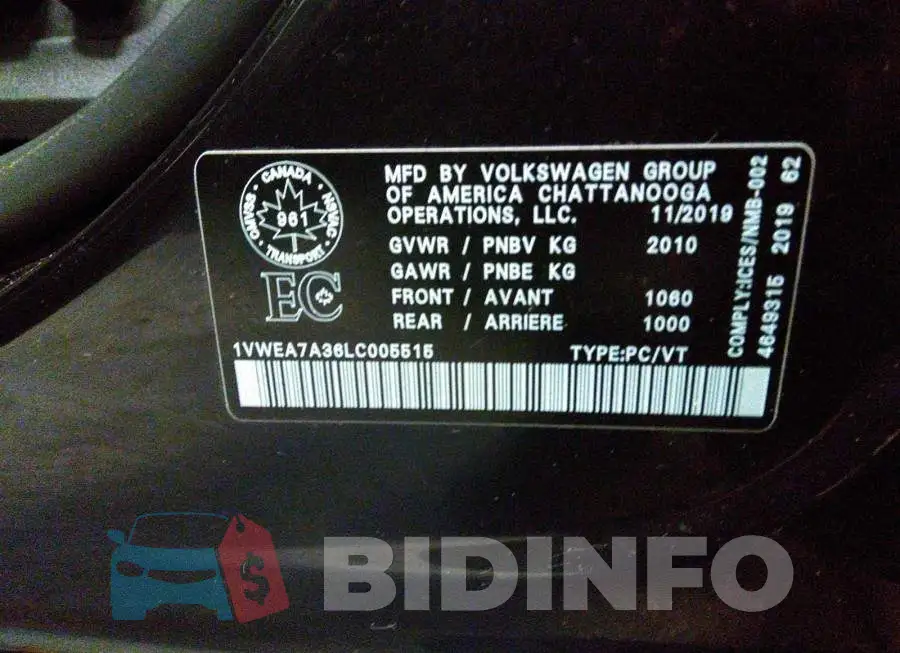 CANADA
CMVSS
NSVAC
961
TRANSPORT
EC
MFD BY VOLKSWAGEN GROUP
OF AMERICA CHATTANOOGA
OPERATIONS, LLC. 11/2019
GVWR / PNBV KG 2010
GAWR / PNBE KG
FRONT / AVANT 1060
REAR / ARRIERE 1000
1VWEA7A36LC005515 TYPE:PC/VT
COMPLY:ICES/NMB-002
4649315 2019 62
$ BIDINFO